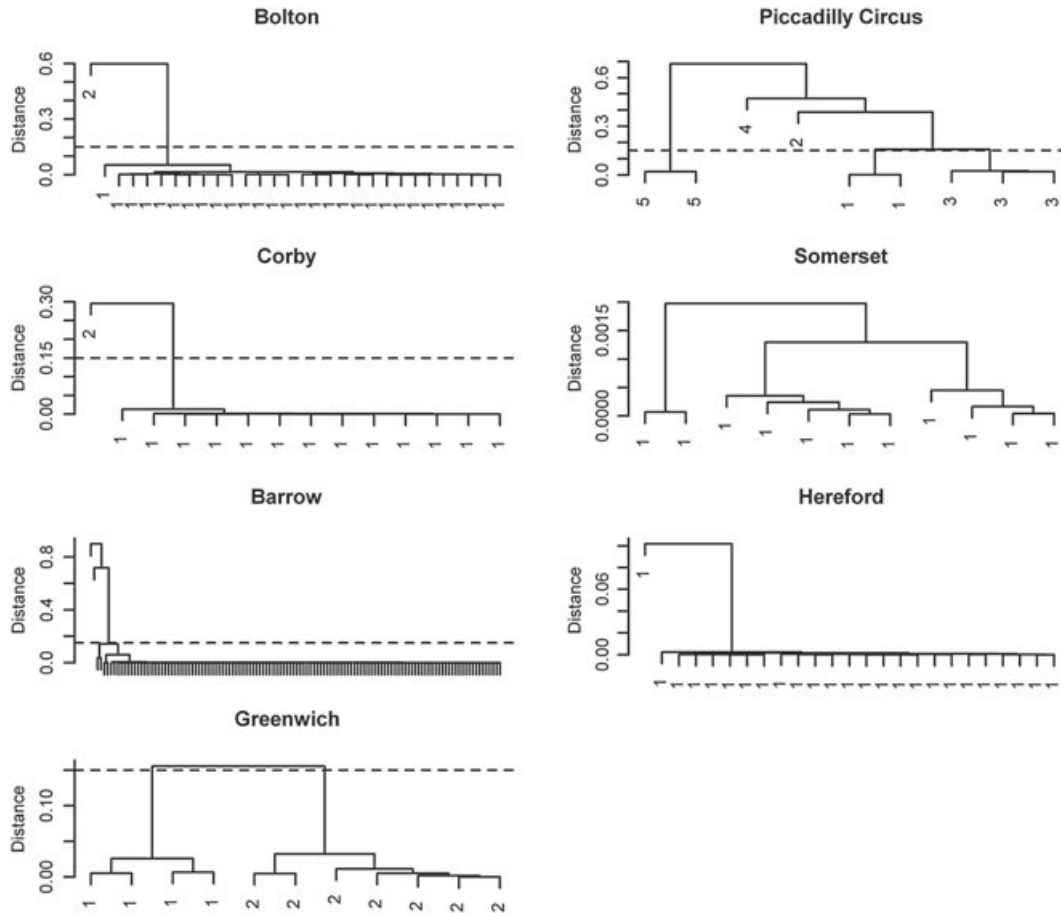 Bolton
Distance
0.6
0.3
0.0
2
1 1 1 1 1 1 1 1 1 1 1 1 1 1 1 1 1 1 1 1 1 1 1 1 1 1 1 1 1
Piccadilly Circus
Distance
0.6
0.3
0.0
4
2
5 5 1 1 3 3 3
Corby
Distance
0.30
0.15
0.00
2
1 1 1 1 1 1 1 1 1 1 1 1 1
Somerset
Distance
0.0015
0.0000
1 1 1 1 1 1 1 1 1 1 1
Barrow
Distance
0.8
0.4
0.0
Hereford
Distance
0.06
0.00
1
1 1 1 1 1 1 1 1 1 1 1 1 1 1 1 1 1 1 1 1 1 1 1 1
Greenwich
Distance
0.10
0.00
1 1 1 1 2 2 2 2 2 2 2